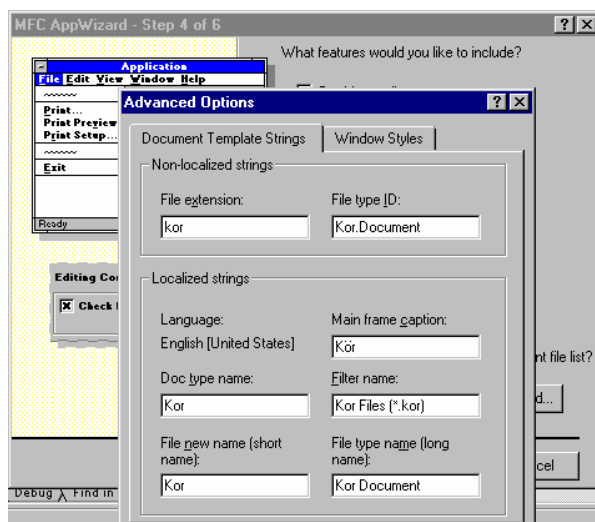 MFC AppWizard - Step 4 of 6
What features would you like to include?
Application
File Edit View Window Help
Print...
Print Preview
Print Setup...
Exit
Ready
Editing
Check
Advanced Options
Document Template Strings
Window Styles
Non-localized strings
File extension:
File type ID:
kor
Kor.Document
Localized strings
Language:
Main frame caption:
English [United States]
Kör
Doc type name:
Filter name:
Kor
Kor Files (*.kor)
File new name (short
name):
File type name (long
name):
Kor
Kor Document
nt file list?
d...
cel
Debug
Find in